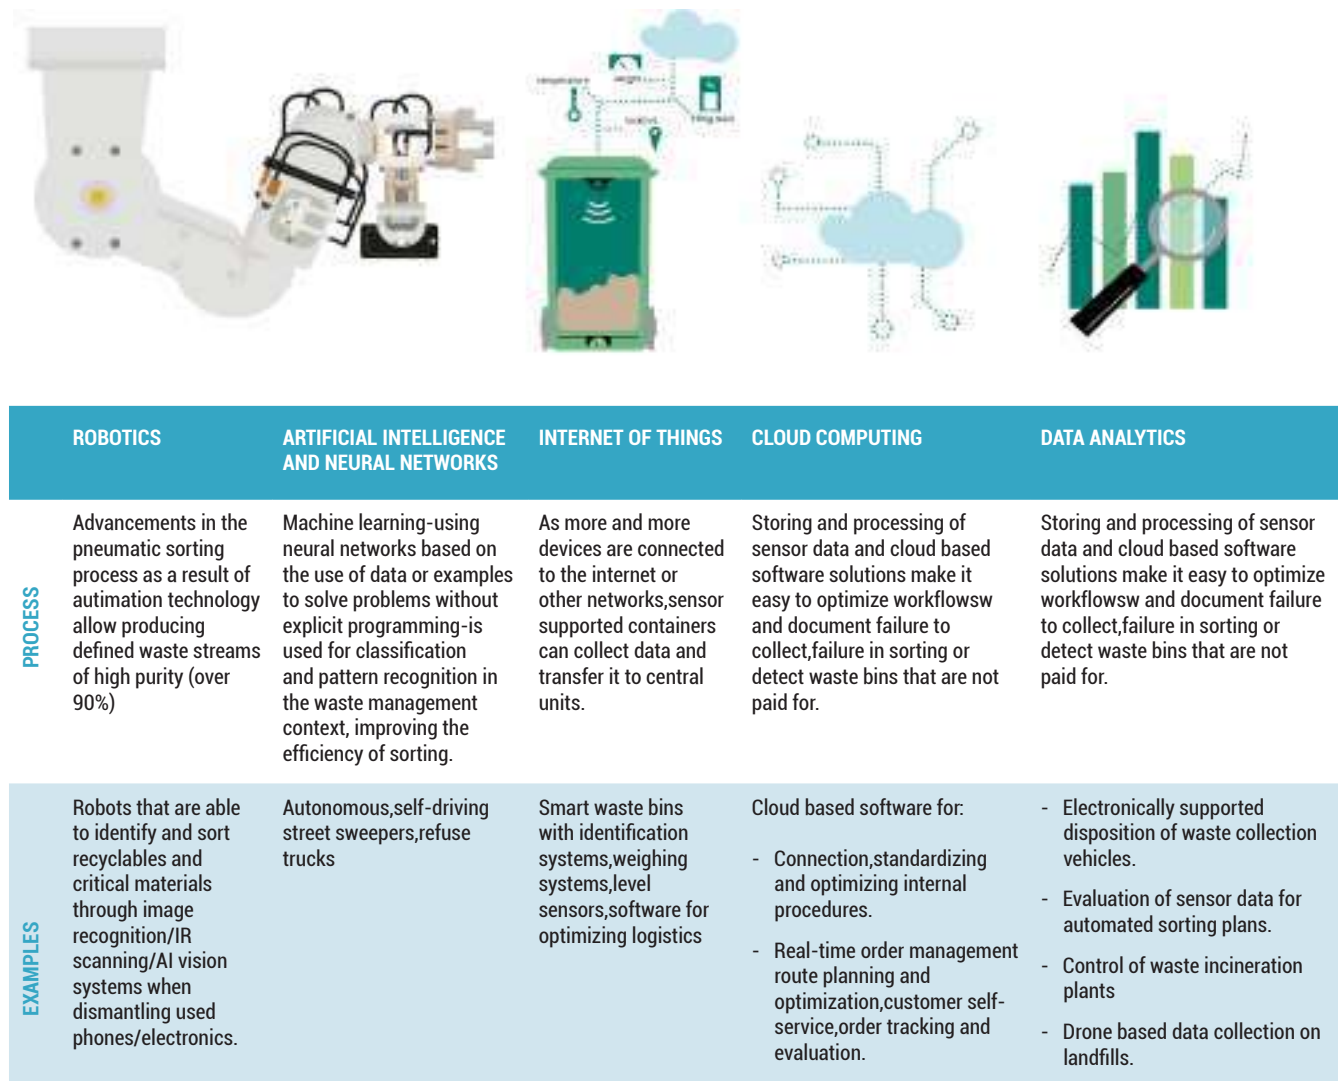 ROBOTICS
ARTIFICIAL INTELLIGENCE
AND NEURAL NETWORKS
INTERNET OF THINGS
CLOUD COMPUTING
DATA ANALYTICS
PROCESS
Advancements in the
pneumatic sorting
process as a result of
autimation technology
allow producing
defined waste streams
of high purity (over
90%)
Machine learning-using
neural networks based on
the use of data or examples
to solve problems without
explicit programming-is
used for classification
and pattern recognition in
the waste management
context, improving the
efficiency of sorting.
As more and more
devices are connected
to the internet or
other networks,sensor
supported containers
can collect data and
transfer it to central
units.
Storing and processing of
sensor data and cloud based
software solutions make it
easy to optimize workflowsw
and document failure to
collect,failure in sorting or
detect waste bins that are not
paid for.
Storing and processing of sensor
data and cloud based software
solutions make it easy to optimize
workflowsw and document failure
to collect,failure in sorting or
detect waste bins that are not
paid for.
EXAMPLES
Robots that are able
to identify and sort
recyclables and
critical materials
through image
recognition/IR
scanning/AI vision
systems when
dismantling used
phones/electronics.
Autonomous,self-driving
street sweepers,refuse
trucks
Smart waste bins
with identification
systems,weighing
systems,level
sensors,software for
optimizing logistics
Cloud based software for:
- Connection,standardizing
and optimizing internal
procedures.
- Real-time order management
route planning and
optimization,customer self-
service,order tracking and
evaluation.
- Electronically supported
disposition of waste collection
vehicles.
- Evaluation of sensor data for
automated sorting plans.
- Control of waste incineration
plants
- Drone based data collection on
landfills.